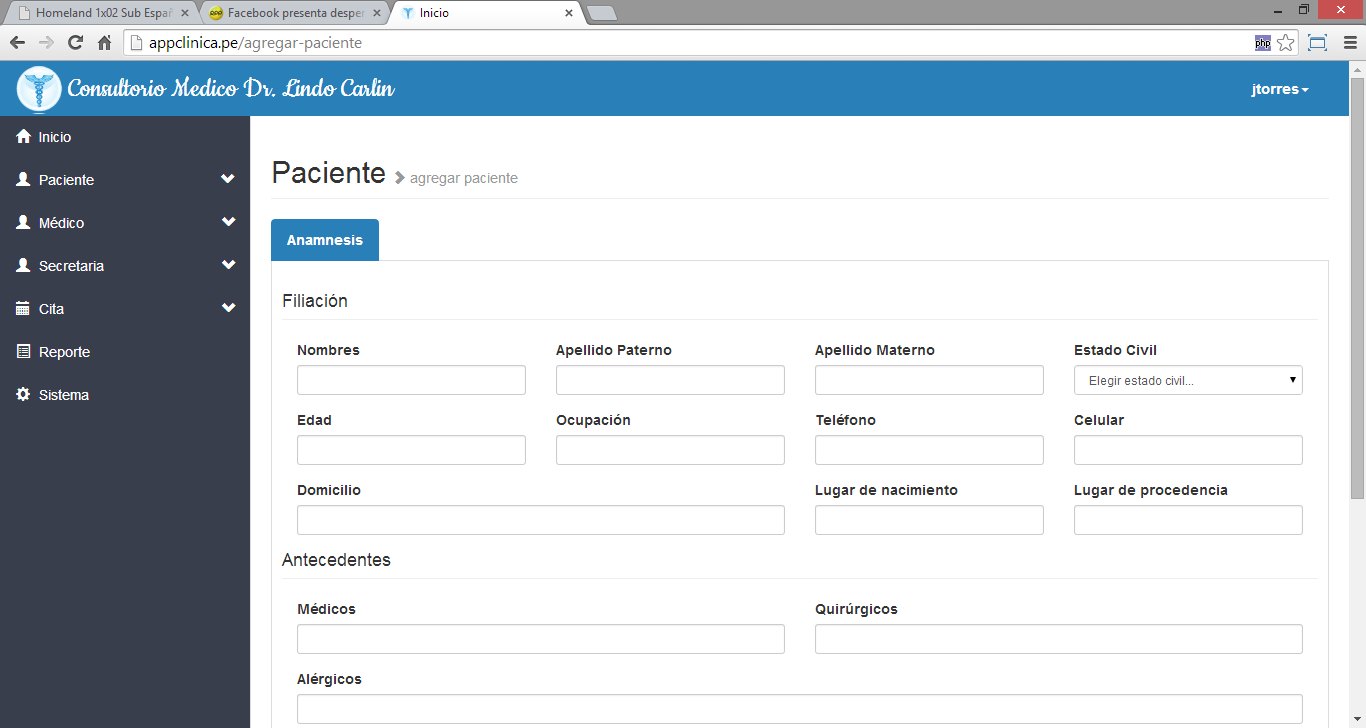 Homeland 1x02 Sub Españ
Facebook presenta desper
Inicio
appclinica.pe/agregar-paciente
php
Consultorio Medico Dr. Lindo Carlin
jtorres
Inicio
Paciente
Médico
Secretaria
Cita
Reporte
Sistema
Paciente agregar paciente
Anamnesis
Filiación
Nombres Apellido Paterno Apellido Materno Estado Civil
Elegir estado civil...
Edad Ocupación Teléfono Celular
Domicilio Lugar de nacimiento Lugar de procedencia
Antecedentes
Médicos Quirúrgicos
Alérgicos